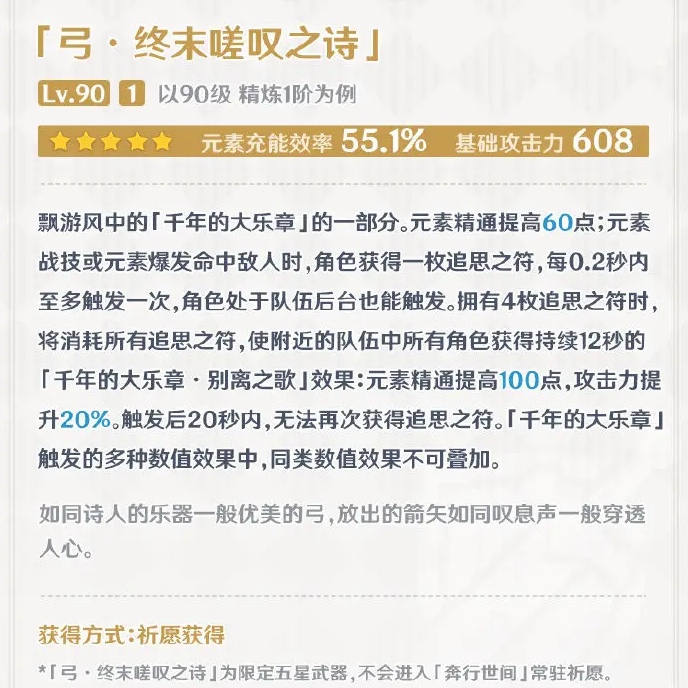 「弓·终末嗟叹之诗」
Lv.90 1 以90级 精炼1阶为例
元素充能效率 55.1% 基础攻击力 608
飘游风中的「千年的大乐章」的一部分。元素精通提高60点;元素
战技或元素爆发命中敌人时,角色获得一枚追思之符,每0.2秒内
至多触发一次,角色处于队伍后台也能触发。拥有4枚追思之符时,
将消耗所有追思之符,使附近的队伍中所有角色获得持续12秒的
「千年的大乐章·别离之歌」效果:元素精通提高100点,攻击力提
升20%。触发后20秒内,无法再次获得追思之符。「千年的大乐章」
触发的多种数值效果中,同类数值效果不可叠加。
如同诗人的乐器一般优美的弓,放出的箭矢如同叹息声一般穿透
人心。
获得方式:祈愿获得
*「弓·终末嗟叹之诗」为限定五星武器,不会进入「奔行世间」常驻祈愿。